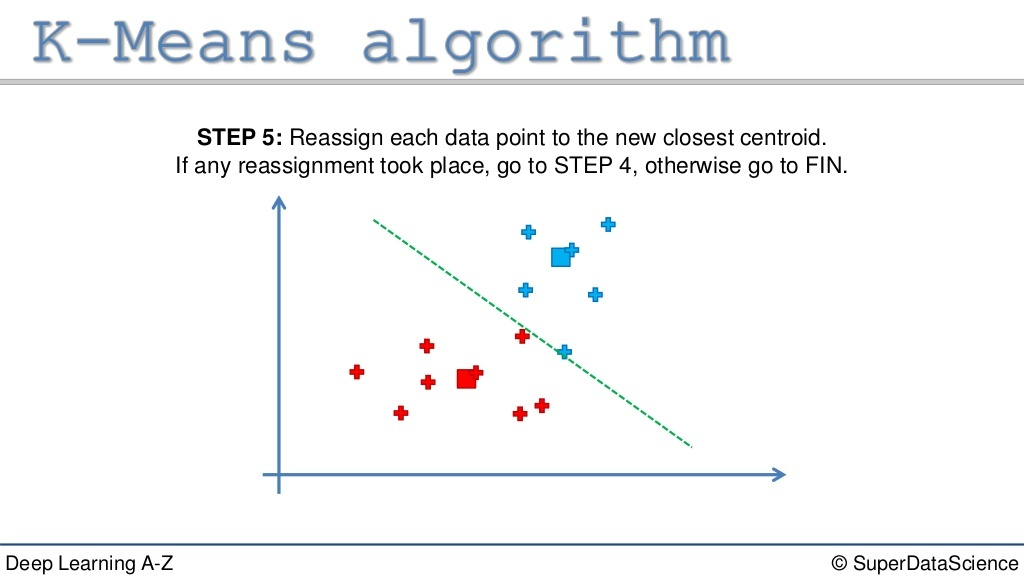 K-Means algorithm
STEP 5: Reassign each data point to the new closest centroid.
If any reassignment took place, go to STEP 4, otherwise go to FIN.
Deep Learning A-Z
© SuperDataScience